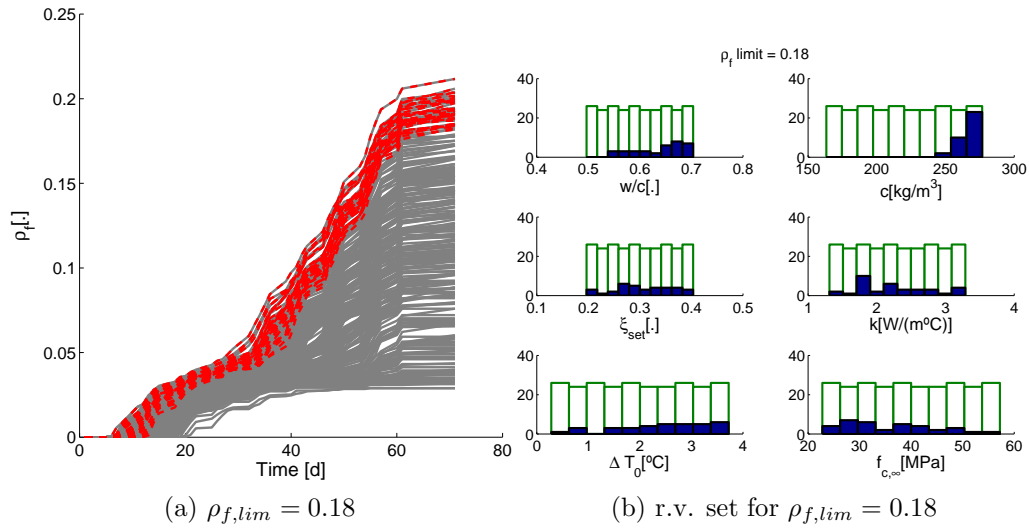 0.25
0.2
0.15
0.1
0.05
0
ρf[.]
0 20 40 60 80
Time [d]
(a) ρf,lim = 0.18
ρf limit = 0.18
40
20
0
0.4 0.5 0.6 0.7 0.8
w/c[.]
40
20
0
150 200 250 300
c[kg/m³]
40
20
0
0.1 0.2 0.3 0.4 0.5
ξset[.]
40
20
0
1 2 3 4
k[W/(mºC)]
40
20
0
0 1 2 3 4
Δ T0[ºC]
40
20
0
20 30 40 50 60
fc,∞[MPa]
(b) r.v. set for ρf,lim = 0.18